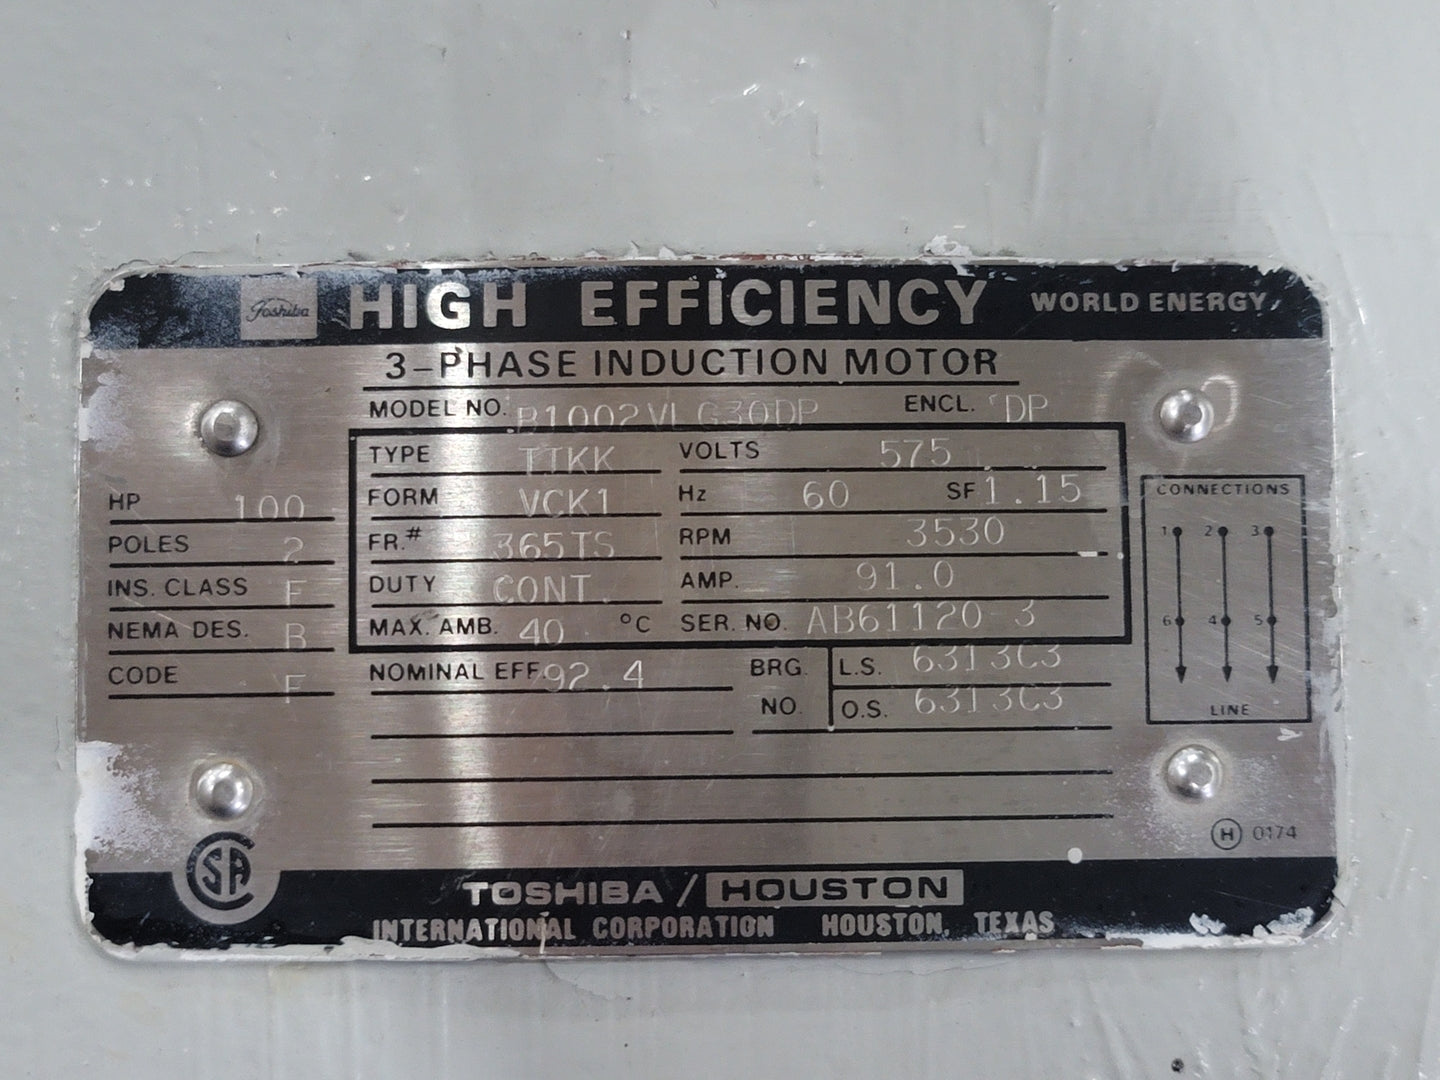 Toshiba HIGH EFFICIENCY WORLD ENERGY
3-PHASE INDUCTION MOTOR
MODEL NO. B1002VLG30DP ENCL. DP
HP 100
POLES 2
INS. CLASS F
NEMA DES. B
CODE F
TYPE TTKK VOLTS 575
FORM VCK1 Hz 60 SF 1.15
FR.# 365TS RPM 3530
DUTY CONT. AMP. 91.0
MAX. AMB. 40 °C SER. NO. AB61120-3
NOMINAL EFF. 92.4 BRG. NO. L.S. 6313C3
O.S. 6313C3
CONNECTIONS
1 2 3
6 4 5
LINE
H 0174
CSA
TOSHIBA / HOUSTON
INTERNATIONAL CORPORATION HOUSTON, TEXAS